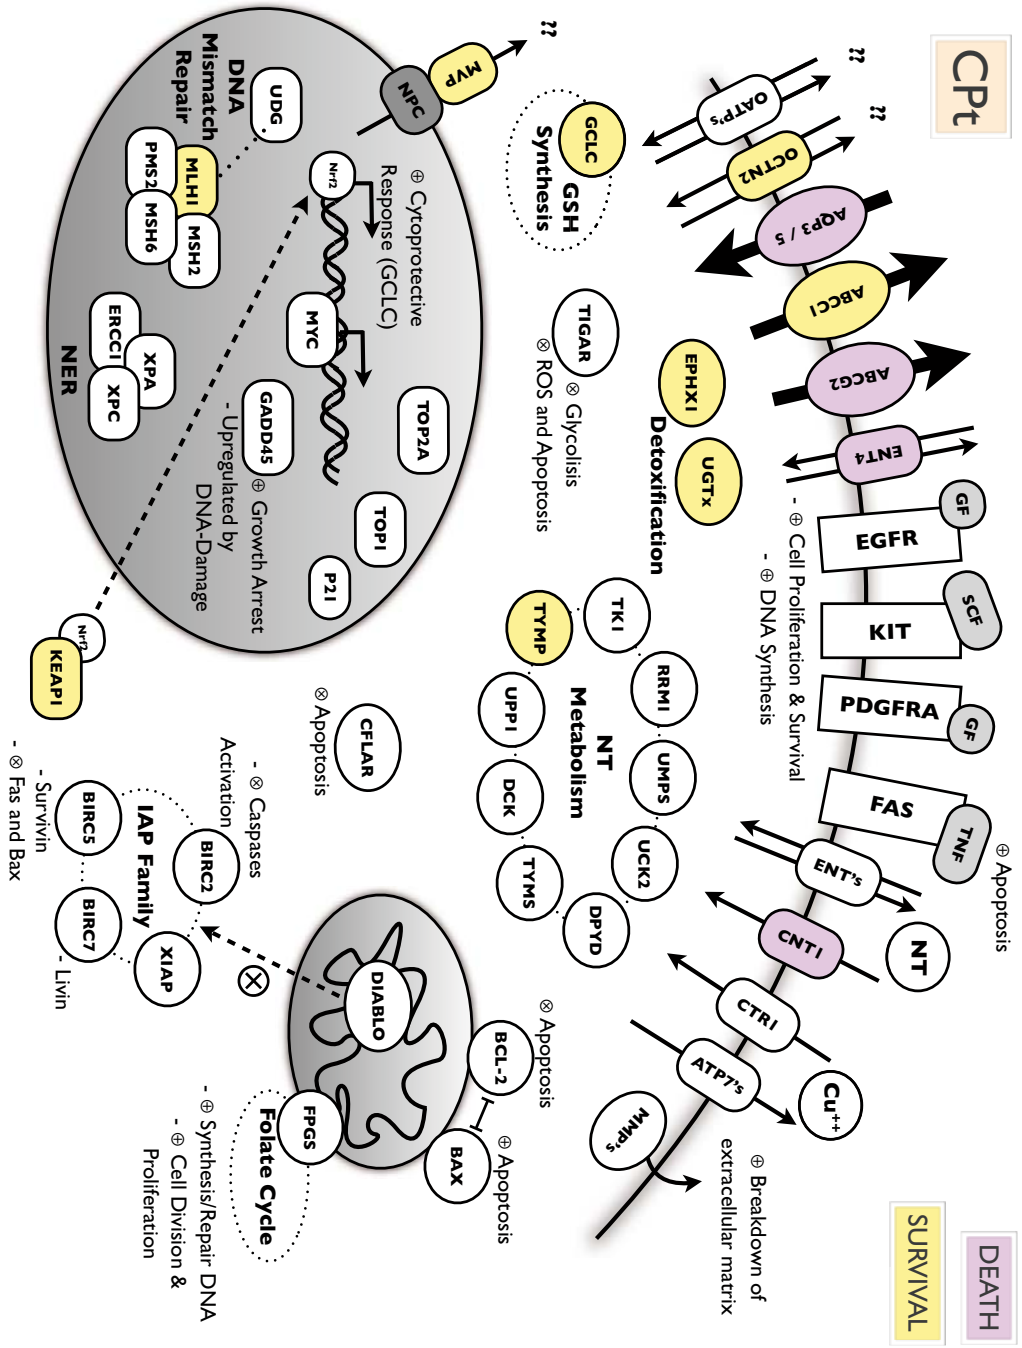 CPt
DEATH
SURVIVAL
??
??
??
OATP's
OCTN2
AQP3 / 5
ABCC1
ABCG2
ENT4
GF
EGFR
SCF
KIT
GF
PDGFRA
TNF
FAS
⊕ Apoptosis
ENT's
NT
CNT1
CTR1
Cu++
ATP7's
MMP's
⊕ Breakdown of
extracellular matrix
- ⊕ Cell Proliferation & Survival
- ⊕ DNA Synthesis
GCLC
GSH
Synthesis
EPHX1
UGTx
Detoxification
TIGAR
⊗ Glycolisis
⊗ ROS and Apoptosis
TK1
RRM1
UMPS
UCK2
DPYD
TYMS
DCK
UPP1
TYMP
NT
Metabolism
MVP
NPC
⊕ Cytoprotective
Response (GCLC)
Nrf2
MYC
TOP2A
TOP1
P21
GADD45
⊕ Growth Arrest
- Upregulated by
DNA-Damage
UDG
DNA
Mismatch
Repair
MLH1
PMS2
MSH2
MSH6
ERCC1
XPA
XPC
NER
Nrf2
KEAP1
CFLAR
⊗ Apoptosis
- ⊗ Caspases
Activation
BIRC2
XIAP
IAP Family
BIRC5
BIRC7
- Survivin
- ⊗ Fas and Bax
- Livin
DIABLO
⊗ Apoptosis
BCL-2
BAX
⊕ Apoptosis
FPGS
Folate Cycle
- ⊕ Synthesis/Repair DNA
- ⊕ Cell Division &
Proliferation